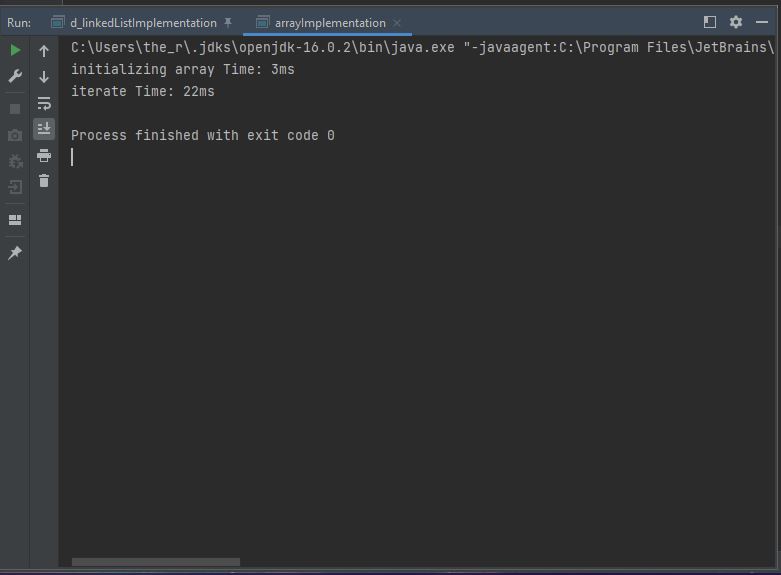 Run: d_linkedListImplementation arrayImplementation
C:\Users\the_r\.jdks\openjdk-16.0.2\bin\java.exe "-javaagent:C:\Program Files\JetBrains\
initializing array Time: 3ms
iterate Time: 22ms
Process finished with exit code 0